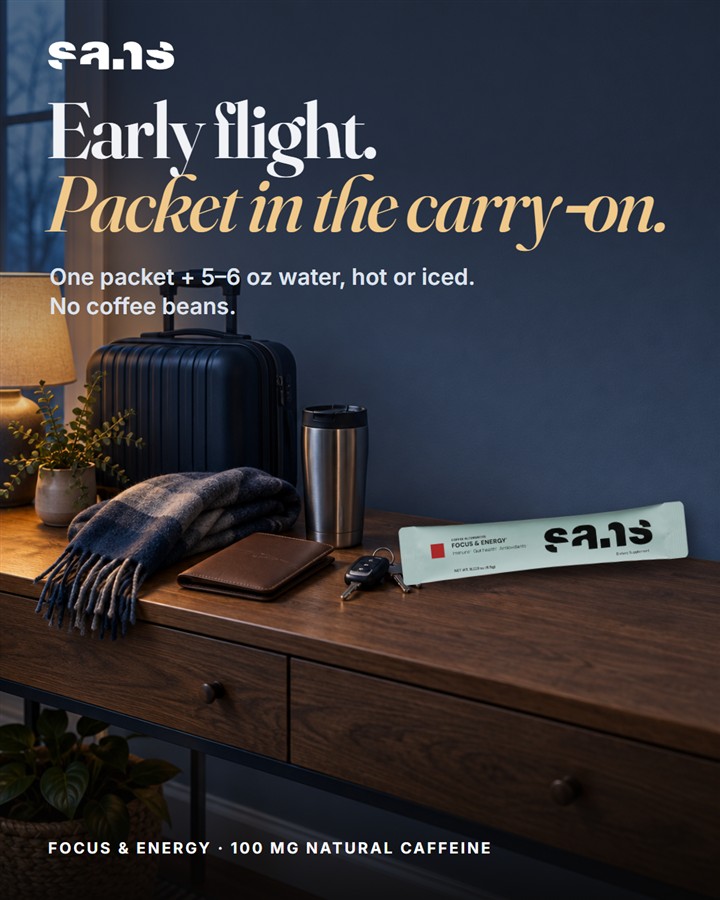 sans
Early flight.
Packet in the carry-on.
One packet + 5–6 oz water, hot or iced.
No coffee beans.
FOCUS & ENERGY
sans
FOCUS & ENERGY · 100 MG NATURAL CAFFEINE